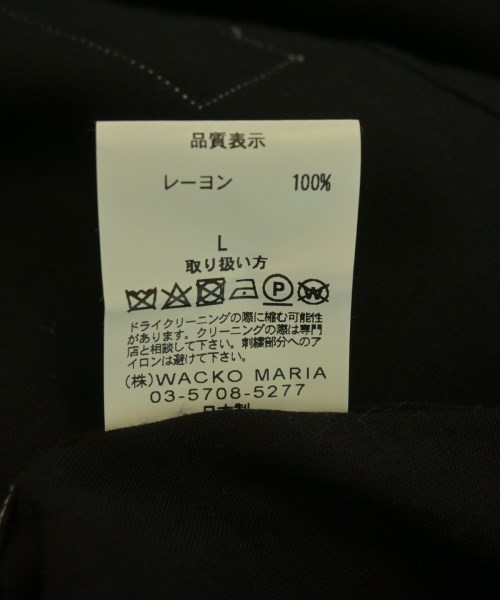 品質表示
レーヨン 100%
L
取り扱い方
P W
ドライクリーニングの際に縮む可能性
があります。クリーニングの際は専門
店と相談して下さい。刺繍部分へのア
イロンは避けて下さい。
(株)WACKO MARIA
03-5708-5277
日本製